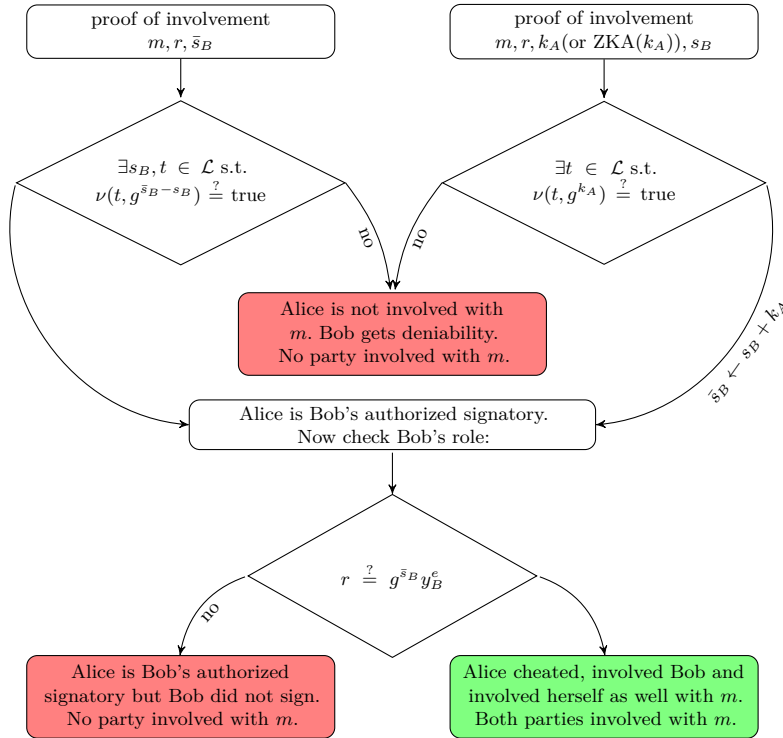 proof of involvement
m, r, s̄_B
proof of involvement
m, r, k_A(or ZKA(k_A)), s_B
∃s_B, t ∈ ℒ s.t.
ν(t, g^{s̄_B−s_B}) ≟ true
∃t ∈ ℒ s.t.
ν(t, g^{k_A}) ≟ true
no
no
Alice is not involved with
m. Bob gets deniability.
No party involved with m.
s̄_B ← s_B + k_A
Alice is Bob's authorized signatory.
Now check Bob's role:
r ≟ g^{s̄_B} y_B^e
no
Alice is Bob's authorized
signatory but Bob did not sign.
No party involved with m.
Alice cheated, involved Bob and
involved herself as well with m.
Both parties involved with m.